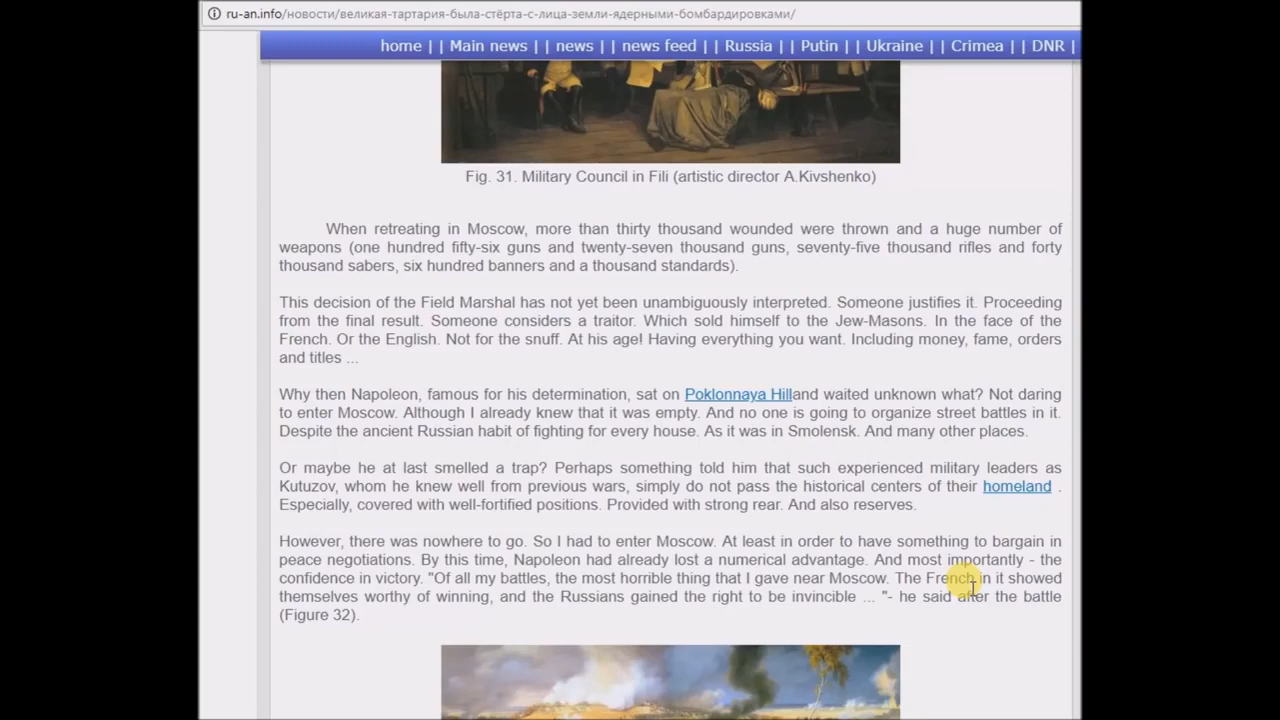 ru-an.info/новости/великая-тартария-была-стёрта-с-лица-земли-ядерными-бомбардировками/
home | | Main news | | news | | news feed | | Russia | | Putin | | Ukraine | | Crimea | | DNR |
Fig. 31. Military Council in Fili (artistic director A.Kivshenko)
When retreating in Moscow, more than thirty thousand wounded were thrown and a huge number of
weapons (one hundred fifty-six guns and twenty-seven thousand guns, seventy-five thousand rifles and forty
thousand sabers, six hundred banners and a thousand standards).
This decision of the Field Marshal has not yet been unambiguously interpreted. Someone justifies it. Proceeding
from the final result. Someone considers a traitor. Which sold himself to the Jew-Masons. In the face of the
French. Or the English. Not for the snuff. At his age! Having everything you want. Including money, fame, orders
and titles ...
Why then Napoleon, famous for his determination, sat on Poklonnaya Hilland waited unknown what? Not daring
to enter Moscow. Although I already knew that it was empty. And no one is going to organize street battles in it.
Despite the ancient Russian habit of fighting for every house. As it was in Smolensk. And many other places.
Or maybe he at last smelled a trap? Perhaps something told him that such experienced military leaders as
Kutuzov, whom he knew well from previous wars, simply do not pass the historical centers of their homeland .
Especially, covered with well-fortified positions. Provided with strong rear. And also reserves.
However, there was nowhere to go. So I had to enter Moscow. At least in order to have something to bargain in
peace negotiations. By this time, Napoleon had already lost a numerical advantage. And most importantly - the
confidence in victory. "Of all my battles, the most horrible thing that I gave near Moscow. The French in it showed
themselves worthy of winning, and the Russians gained the right to be invincible ... "- he said after the battle
(Figure 32).